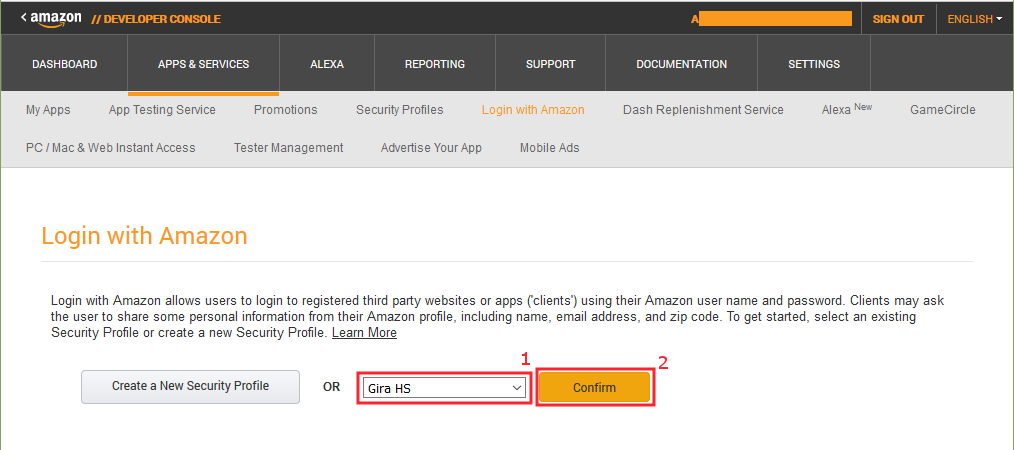 < amazon // DEVELOPER CONSOLE A SIGN OUT ENGLISH
DASHBOARD APPS & SERVICES ALEXA REPORTING SUPPORT DOCUMENTATION SETTINGS
My Apps App Testing Service Promotions Security Profiles Login with Amazon Dash Replenishment Service Alexa New GameCircle
PC / Mac & Web Instant Access Tester Management Advertise Your App Mobile Ads
Login with Amazon
Login with Amazon allows users to login to registered third party websites or apps ('clients') using their Amazon user name and password. Clients may ask
the user to share some personal information from their Amazon profile, including name, email address, and zip code. To get started, select an existing
Security Profile or create a new Security Profile. Learn More
1 2
Create a New Security Profile OR Gira HS Confirm